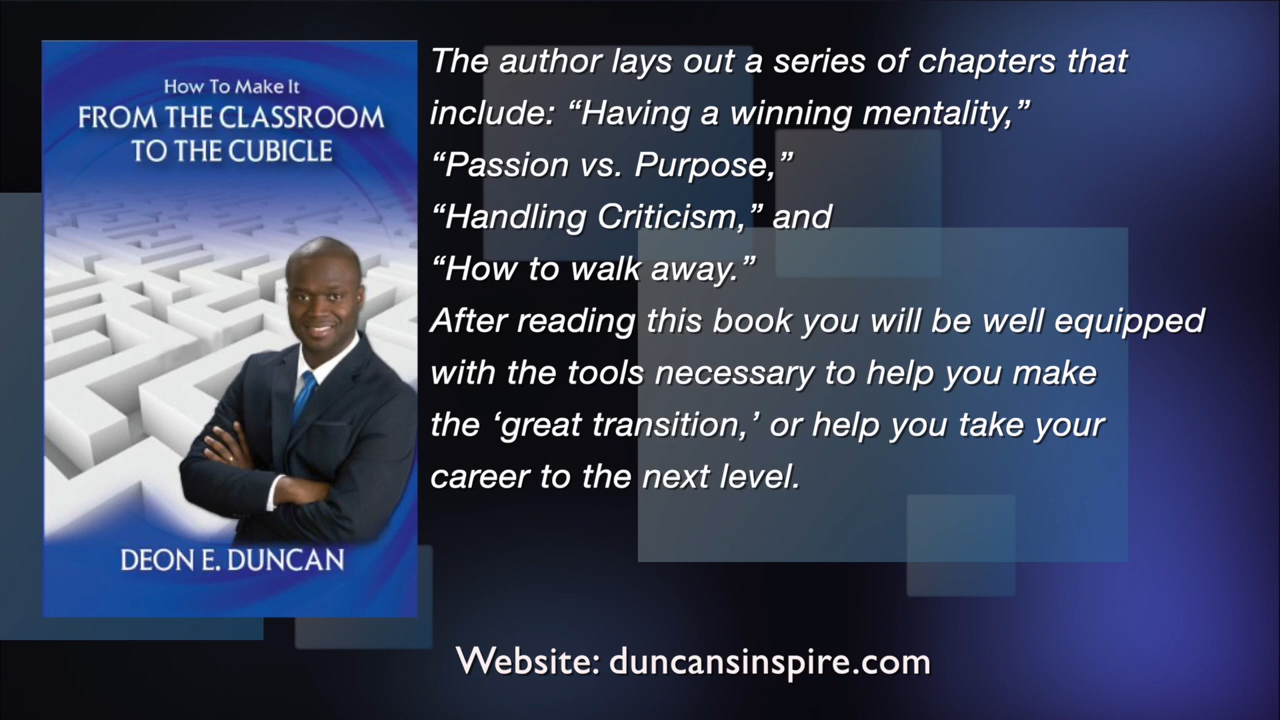 How To Make It
FROM THE CLASSROOM
TO THE CUBICLE
DEON E. DUNCAN
The author lays out a series of chapters that
include: “Having a winning mentality,”
“Passion vs. Purpose,”
“Handling Criticism,” and
“How to walk away.”
After reading this book you will be well equipped
with the tools necessary to help you make
the ‘great transition,’ or help you take your
career to the next level.
Website: duncansinspire.com